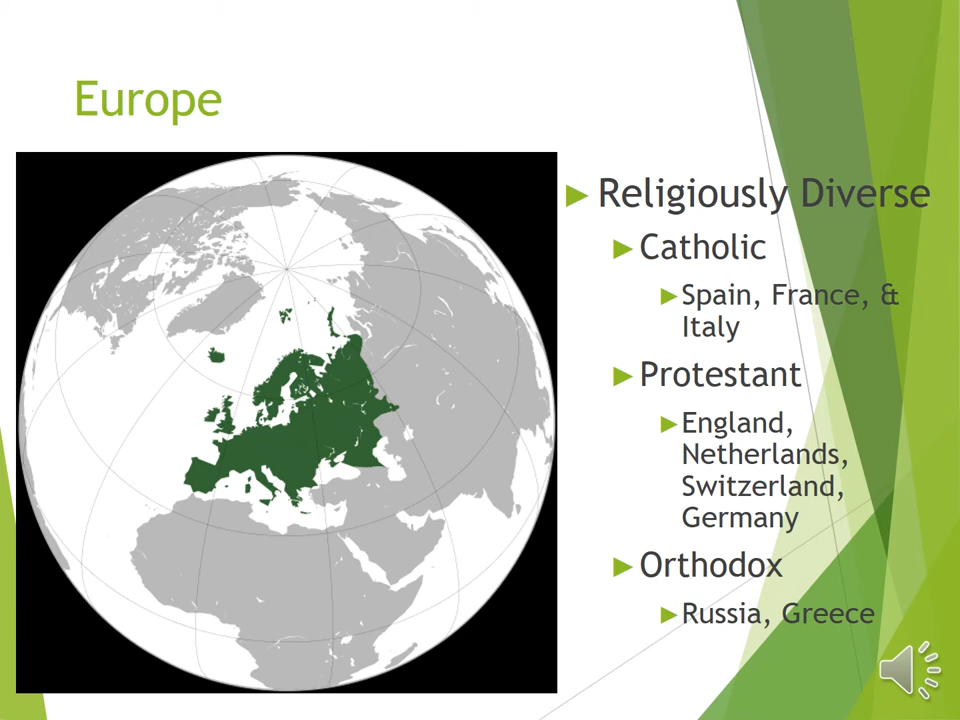 Europe
Religiously Diverse
Catholic
Spain, France, &
Italy
Protestant
England,
Netherlands,
Switzerland,
Germany
Orthodox
Russia, Greece